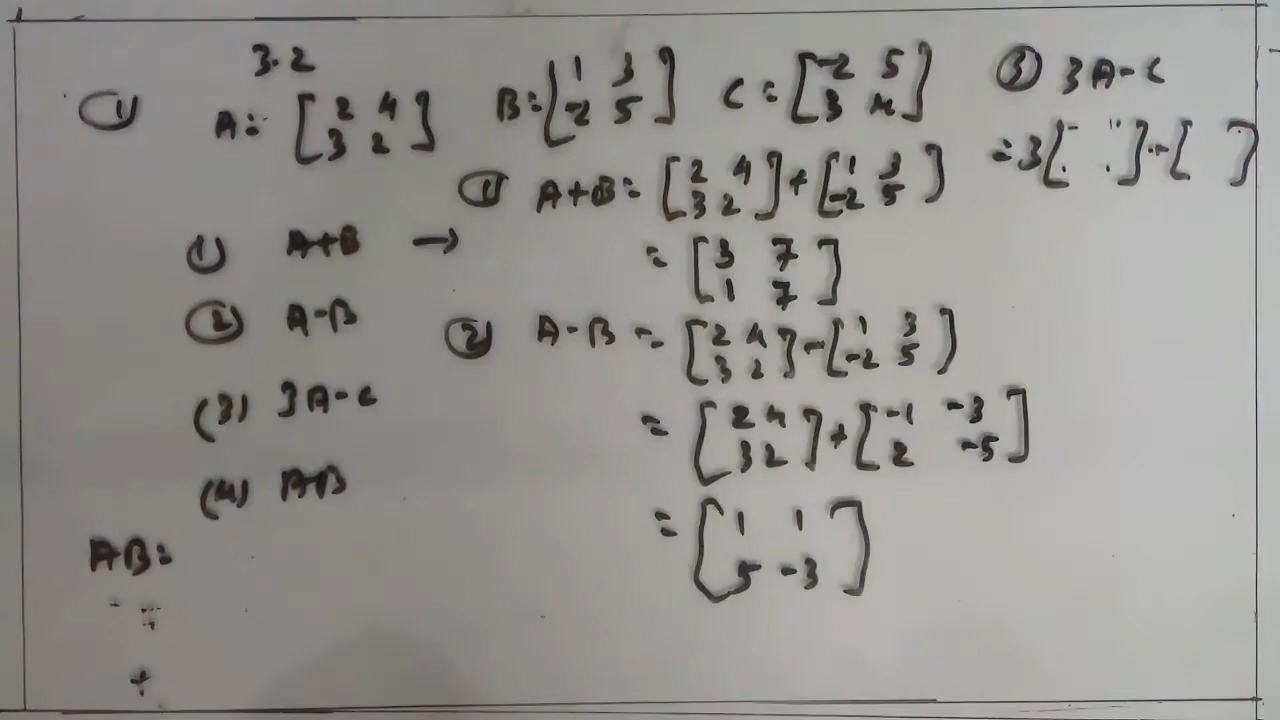 3.2
① A = [2 4 3 2] B = [1 3 -2 5] C = [-2 5 3 4]
① A+B →
② A-B
(3) 3A-C
(4) AB
AB =
+
① A+B = [2 4 3 2] + [1 3 -2 5]
= [3 7 1 7]
② A-B = [2 4 3 2] - [1 3 -2 5]
= [2 4 3 2] + [-1 -3 2 -5]
= [1 1 5 -3]
③ 3A-C
= 3[ ] - [ ]